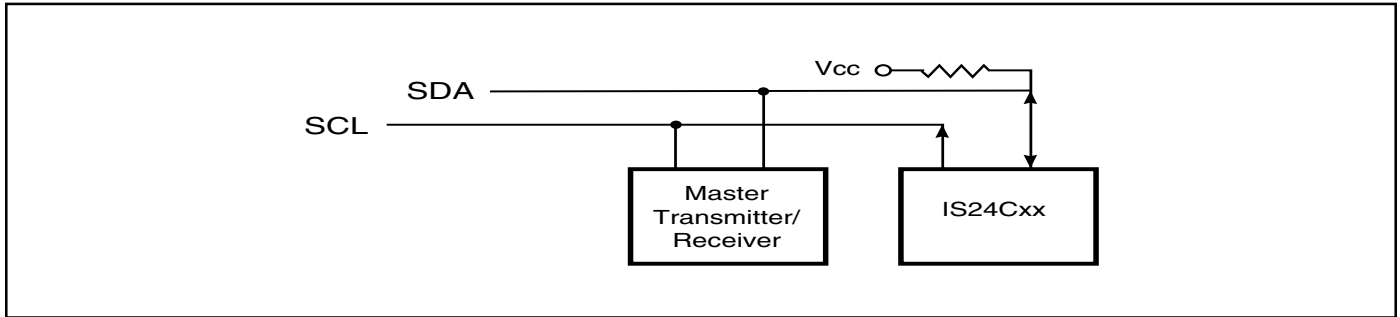 Vcc
SDA
SCL
Master
Transmitter/
Receiver
IS24Cxx